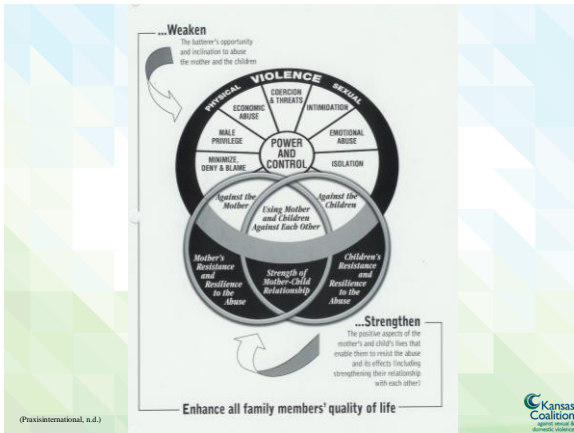 ...Weaken
The batterer's opportunity
and inclination to abuse
the mother and the children
PHYSICAL VIOLENCE SEXUAL
COERCION
& THREATS
ECONOMIC
ABUSE
INTIMIDATION
MALE
PRIVILEGE
EMOTIONAL
ABUSE
POWER
AND
CONTROL
MINIMIZE,
DENY & BLAME
ISOLATION
Against the
Mother
Against the
Children
Using Mother
and Children
Against Each Other
Mother's
Resistance
and
Resilience
to the
Abuse
Strength of
Mother-Child
Relationship
Children's
Resistance
and
Resilience
to the
Abuse
...Strengthen
The positive aspects of the
mother's and child's lives that
enable them to resist the abuse
and its effects (including
strengthening their relationship
with each other)
Enhance all family members' quality of life
(Praxisinternational, n.d.)
Kansas
Coalition
against sexual &
domestic violence